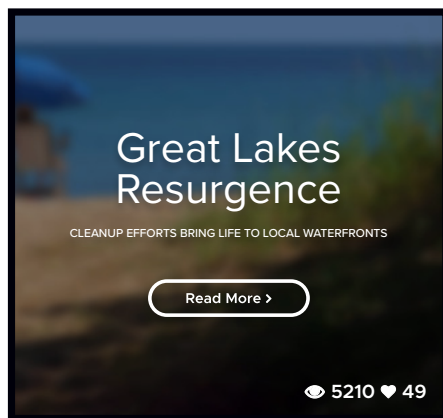 Great Lakes
Resurgence
CLEANUP EFFORTS BRING LIFE TO LOCAL WATERFRONTS
Read More >
5210 49